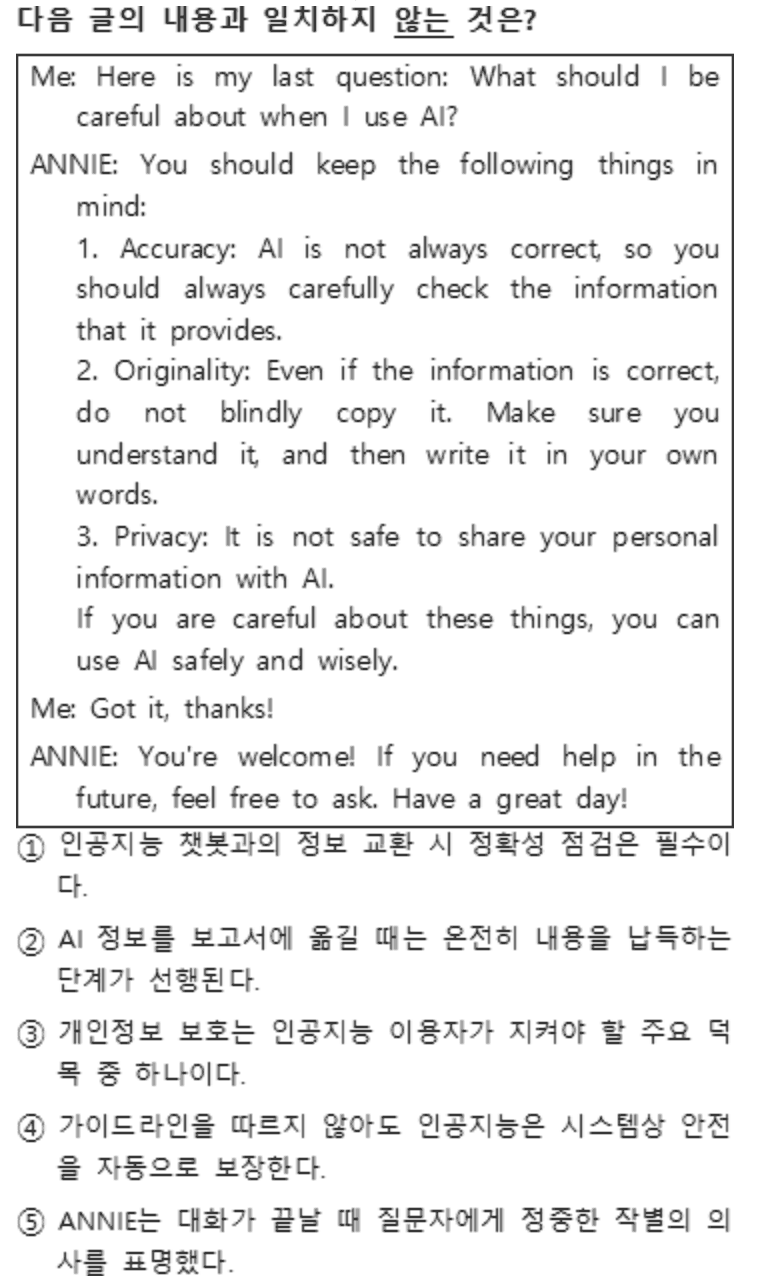 다음 글의 내용과 일치하지 않는 것은?
Me: Here is my last question: What should I be
careful about when I use AI?
ANNIE: You should keep the following things in
mind:
1. Accuracy: AI is not always correct, so you
should always carefully check the information
that it provides.
2. Originality: Even if the information is correct,
do not blindly copy it. Make sure you
understand it, and then write it in your own
words.
3. Privacy: It is not safe to share your personal
information with AI.
If you are careful about these things, you can
use AI safely and wisely.
Me: Got it, thanks!
ANNIE: You're welcome! If you need help in the
future, feel free to ask. Have a great day!
① 인공지능 챗봇과의 정보 교환 시 정확성 점검은 필수이
다.
② AI 정보를 보고서에 옮길 때는 온전히 내용을 납득하는
단계가 선행된다.
③ 개인정보 보호는 인공지능 이용자가 지켜야 할 주요 덕
목 중 하나이다.
④ 가이드라인을 따르지 않아도 인공지능은 시스템상 안전
을 자동으로 보장한다.
⑤ ANNIE는 대화가 끝날 때 질문자에게 정중한 작별의 의
사를 표명했다.